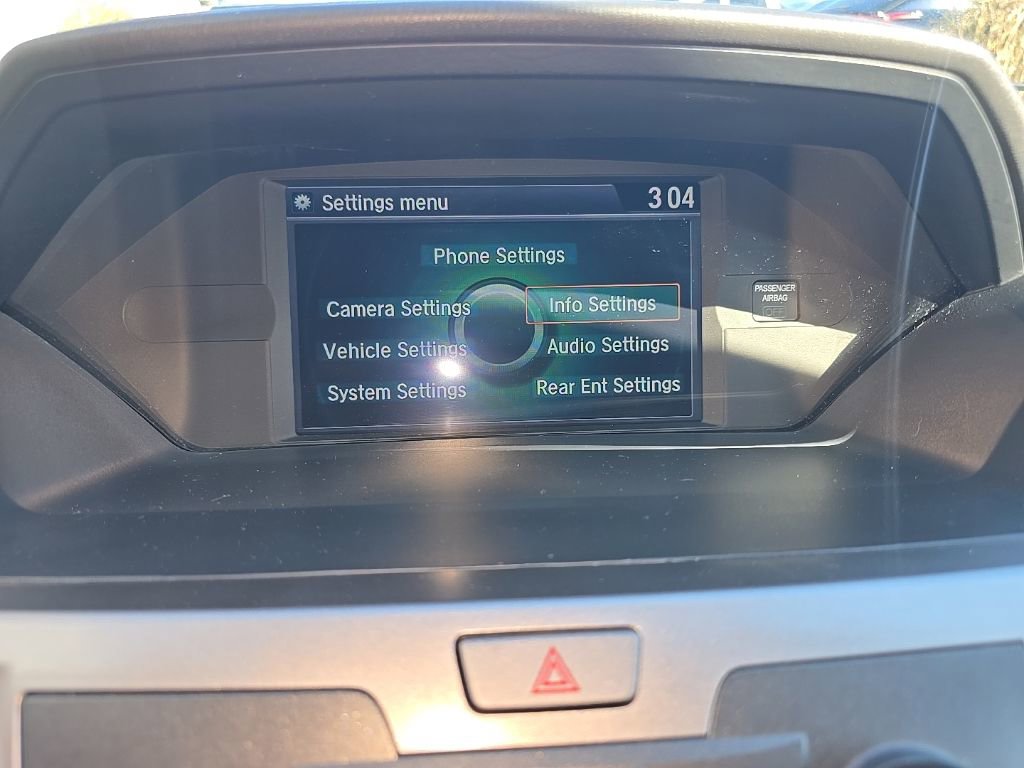 Settings menu
3 04
Phone Settings
Camera Settings
Info Settings
Vehicle Settings
Audio Settings
System Settings
Rear Ent Settings
PASSENGER
AIRBAG
OFF